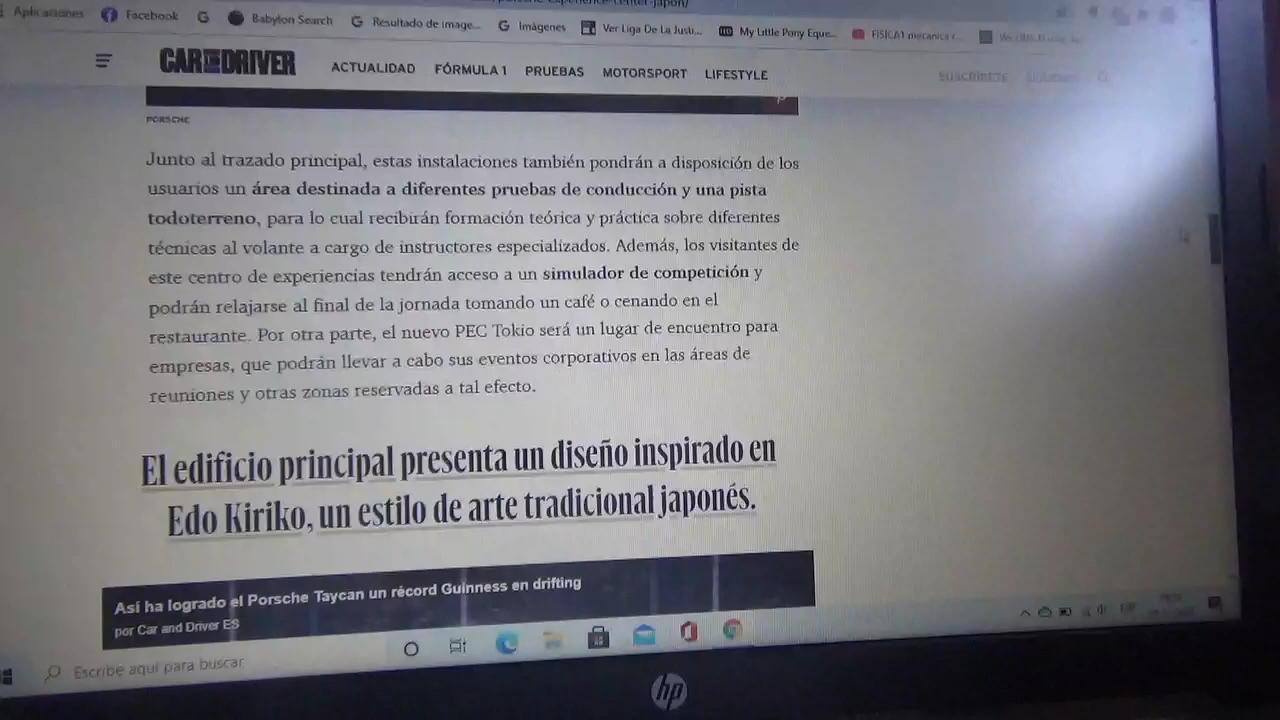 experience-center-japon/
Aplicaciones Facebook Babylon Search Resultado de image... Imágenes Ver Liga De La Justi... My Little Pony Eque... FISICA1 mecanica r...
CAR AND DRIVER ACTUALIDAD FÓRMULA 1 PRUEBAS MOTORSPORT LIFESTYLE SUSCRÍBETE
PORSCHE
Junto al trazado principal, estas instalaciones también pondrán a disposición de los
usuarios un área destinada a diferentes pruebas de conducción y una pista
todoterreno, para lo cual recibirán formación teórica y práctica sobre diferentes
técnicas al volante a cargo de instructores especializados. Además, los visitantes de
este centro de experiencias tendrán acceso a un simulador de competición y
podrán relajarse al final de la jornada tomando un café o cenando en el
restaurante. Por otra parte, el nuevo PEC Tokio será un lugar de encuentro para
empresas, que podrán llevar a cabo sus eventos corporativos en las áreas de
reuniones y otras zonas reservadas a tal efecto.
El edificio principal presenta un diseño inspirado en
Edo Kiriko, un estilo de arte tradicional japonés.
Así ha logrado el Porsche Taycan un récord Guinness en drifting
por Car and Driver ES
Escribe aquí para buscar
hp